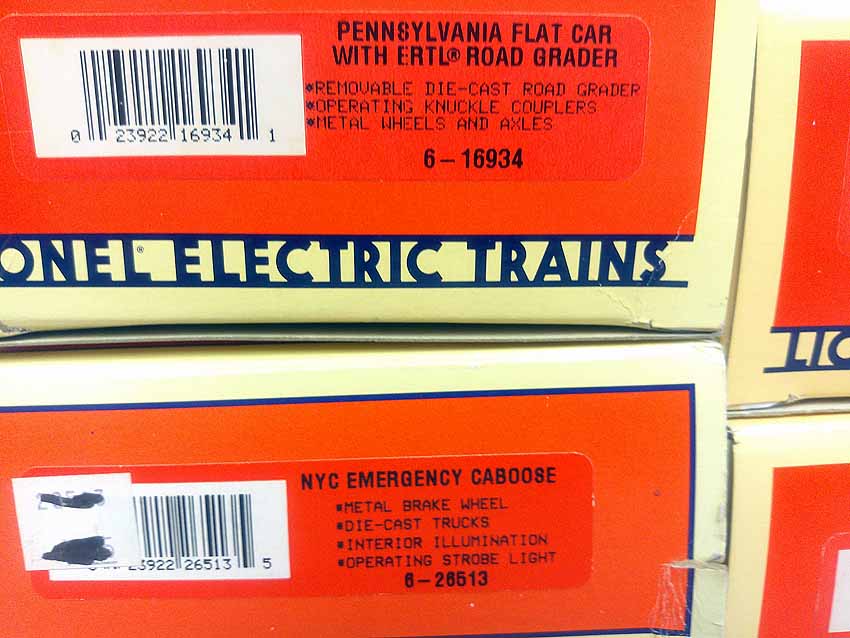 PENNSYLVANIA FLAT CAR
WITH ERTL® ROAD GRADER
*REMOVABLE DIE-CAST ROAD GRADER
*OPERATING KNUCKLE COUPLERS
*METAL WHEELS AND AXLES
6-16934
0 23922 16934 1
ONEL® ELECTRIC TRAINS
LIO
NYC EMERGENCY CABOOSE
*METAL BRAKE WHEEL
*DIE-CAST TRUCKS
*INTERIOR ILLUMINATION
*OPERATING STROBE LIGHT
6-26513
23922 26513 5